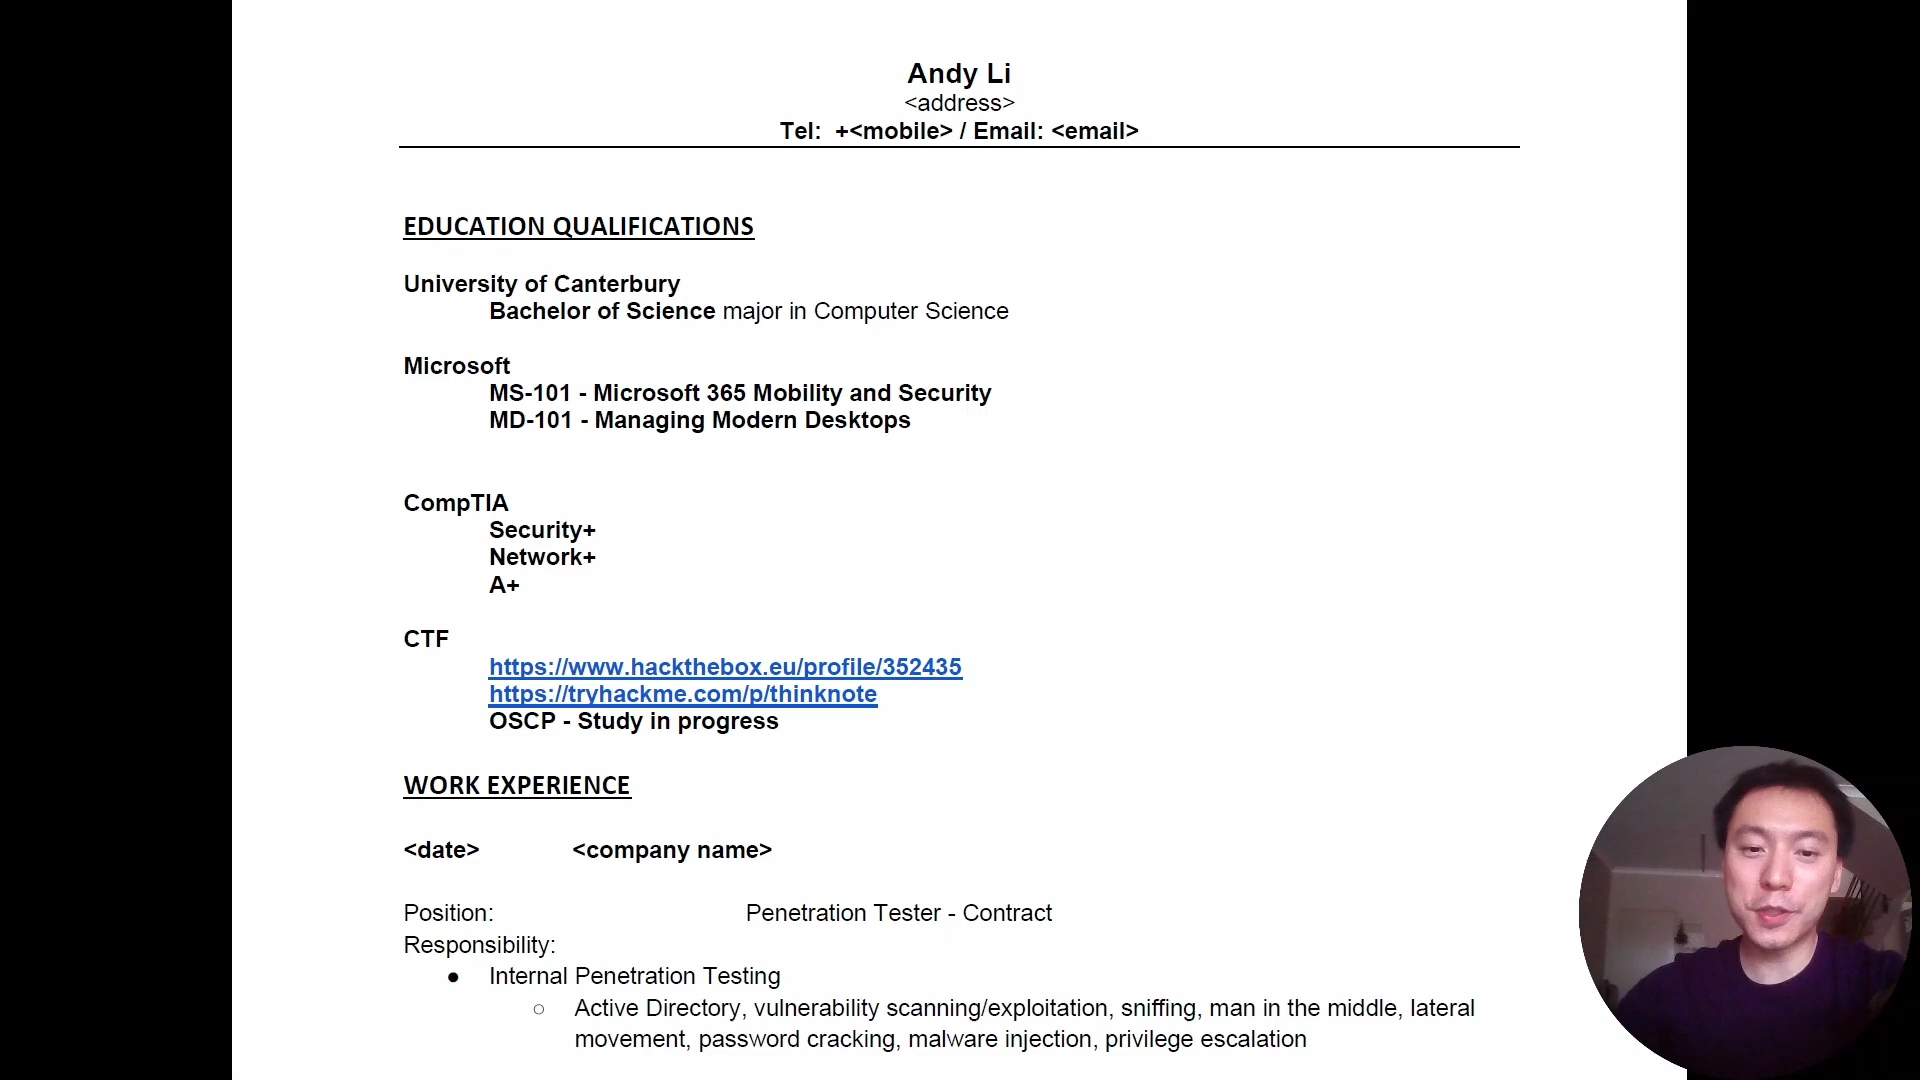 Andy Li
<address>
Tel: +<mobile> / Email: <email>
EDUCATION QUALIFICATIONS
University of Canterbury
Bachelor of Science major in Computer Science
Microsoft
MS-101 - Microsoft 365 Mobility and Security
MD-101 - Managing Modern Desktops
CompTIA
Security+
Network+
A+
CTF
https://www.hackthebox.eu/profile/352435
https://tryhackme.com/p/thinknote
OSCP - Study in progress
WORK EXPERIENCE
<date> <company name>
Position: Penetration Tester - Contract
Responsibility:
● Internal Penetration Testing
○ Active Directory, vulnerability scanning/exploitation, sniffing, man in the middle, lateral
movement, password cracking, malware injection, privilege escalation